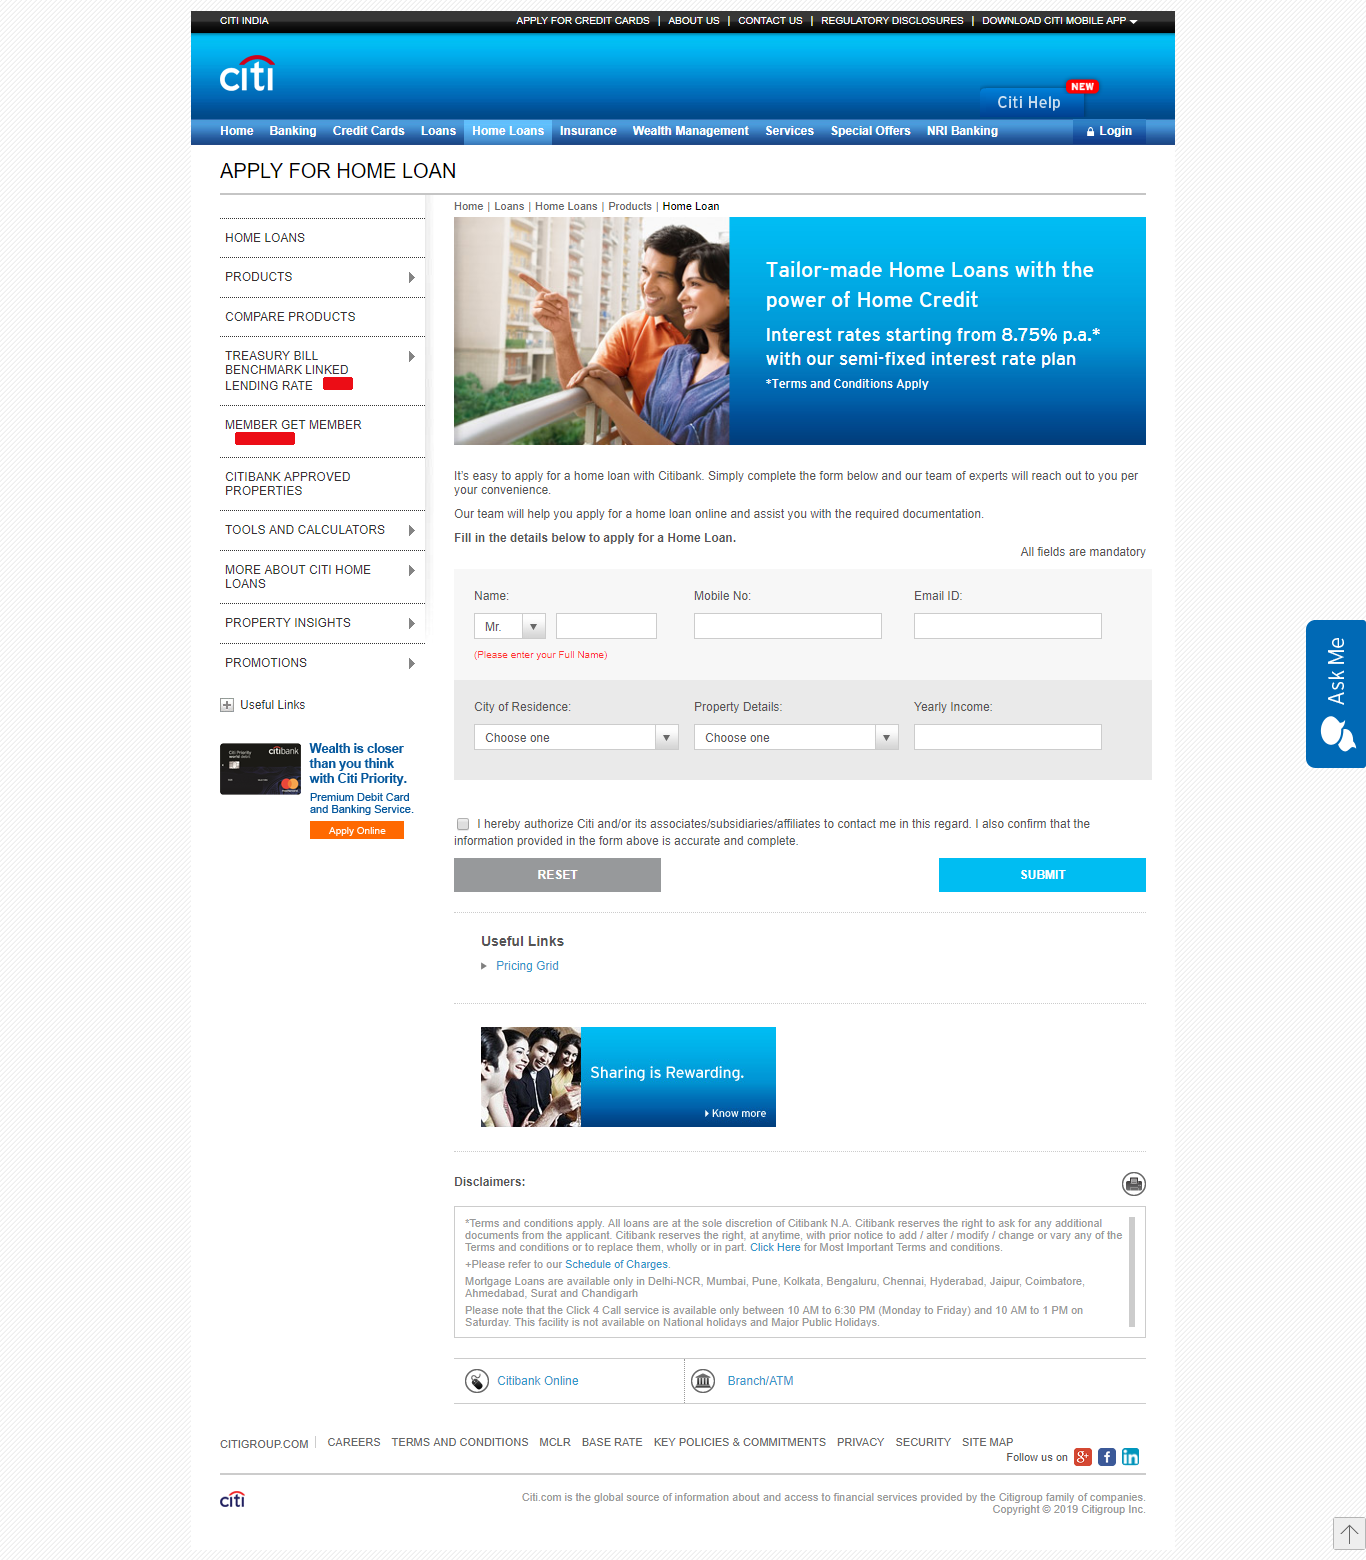 CITI INDIA
APPLY FOR CREDIT CARDS | ABOUT US | CONTACT US | REGULATORY DISCLOSURES | DOWNLOAD CITI MOBILE APP
citi
NEW
Citi Help
Home Banking Credit Cards Loans Home Loans Insurance Wealth Management Services Special Offers NRI Banking Login
APPLY FOR HOME LOAN
Home | Loans | Home Loans | Products | Home Loan
HOME LOANS
PRODUCTS
COMPARE PRODUCTS
TREASURY BILL
BENCHMARK LINKED
LENDING RATE
MEMBER GET MEMBER
CITIBANK APPROVED
PROPERTIES
TOOLS AND CALCULATORS
MORE ABOUT CITI HOME
LOANS
PROPERTY INSIGHTS
PROMOTIONS
Useful Links
citibank
Wealth is closer
than you think
with Citi Priority.
Premium Debit Card
and Banking Service.
Apply Online
Tailor-made Home Loans with the
power of Home Credit
Interest rates starting from 8.75% p.a.*
with our semi-fixed interest rate plan
*Terms and Conditions Apply
It's easy to apply for a home loan with Citibank. Simply complete the form below and our team of experts will reach out to you per
your convenience.
Our team will help you apply for a home loan online and assist you with the required documentation.
Fill in the details below to apply for a Home Loan.
All fields are mandatory
Name: Mobile No: Email ID:
Mr.
(Please enter your Full Name)
City of Residence: Property Details: Yearly Income:
Choose one Choose one
I hereby authorize Citi and/or its associates/subsidiaries/affiliates to contact me in this regard. I also confirm that the
information provided in the form above is accurate and complete.
RESET SUBMIT
Useful Links
Pricing Grid
Sharing is Rewarding.
Know more
Disclaimers:
*Terms and conditions apply. All loans are at the sole discretion of Citibank N.A. Citibank reserves the right to ask for any additional
documents from the applicant. Citibank reserves the right, at anytime, with prior notice to add / alter / modify / change or vary any of the
Terms and conditions or to replace them, wholly or in part. Click Here for Most Important Terms and conditions.
+Please refer to our Schedule of Charges.
Mortgage Loans are available only in Delhi-NCR, Mumbai, Pune, Kolkata, Bengaluru, Chennai, Hyderabad, Jaipur, Coimbatore,
Ahmedabad, Surat and Chandigarh
Please note that the Click 4 Call service is available only between 10 AM to 6:30 PM (Monday to Friday) and 10 AM to 1 PM on
Saturday. This facility is not available on National holidays and Major Public Holidays.
Citibank Online Branch/ATM
CITIGROUP.COM CAREERS TERMS AND CONDITIONS MCLR BASE RATE KEY POLICIES & COMMITMENTS PRIVACY SECURITY SITE MAP
Follow us on
citi
Citi.com is the global source of information about and access to financial services provided by the Citigroup family of companies.
Copyright © 2019 Citigroup Inc.
Ask Me